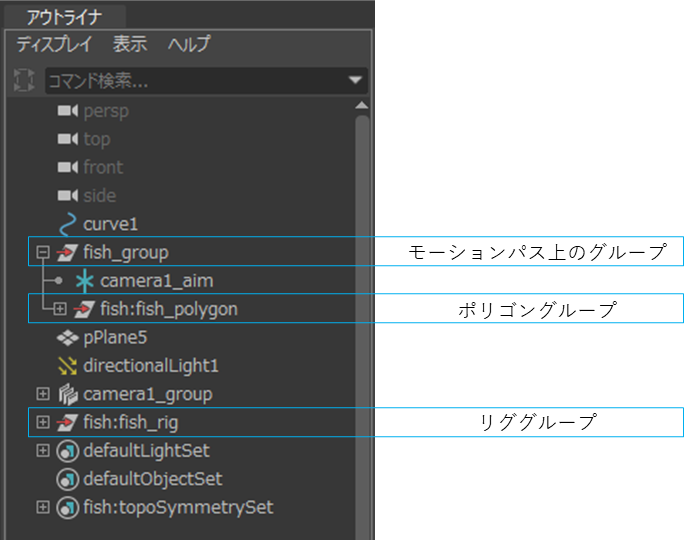 アウトライナ
ディスプレイ 表示 ヘルプ
コマンド検索...
persp
top
front
side
curve1
fish_group モーションパス上のグループ
camera1_aim
fish:fish_polygon ポリゴングループ
pPlane5
directionalLight1
camera1_group
fish:fish_rig リググループ
defaultLightSet
defaultObjectSet
fish:topoSymmetrySet